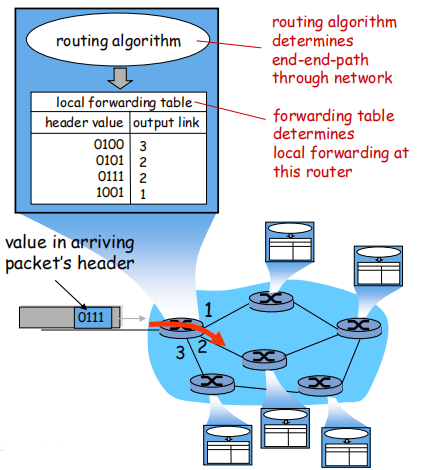 routing algorithm
local forwarding table
header value output link
0100 3
0101 2
0111 2
1001 1
routing algorithm
determines
end-end-path
through network
forwarding table
determines
local forwarding at
this router
value in arriving
packet's header
0111
1
2
3